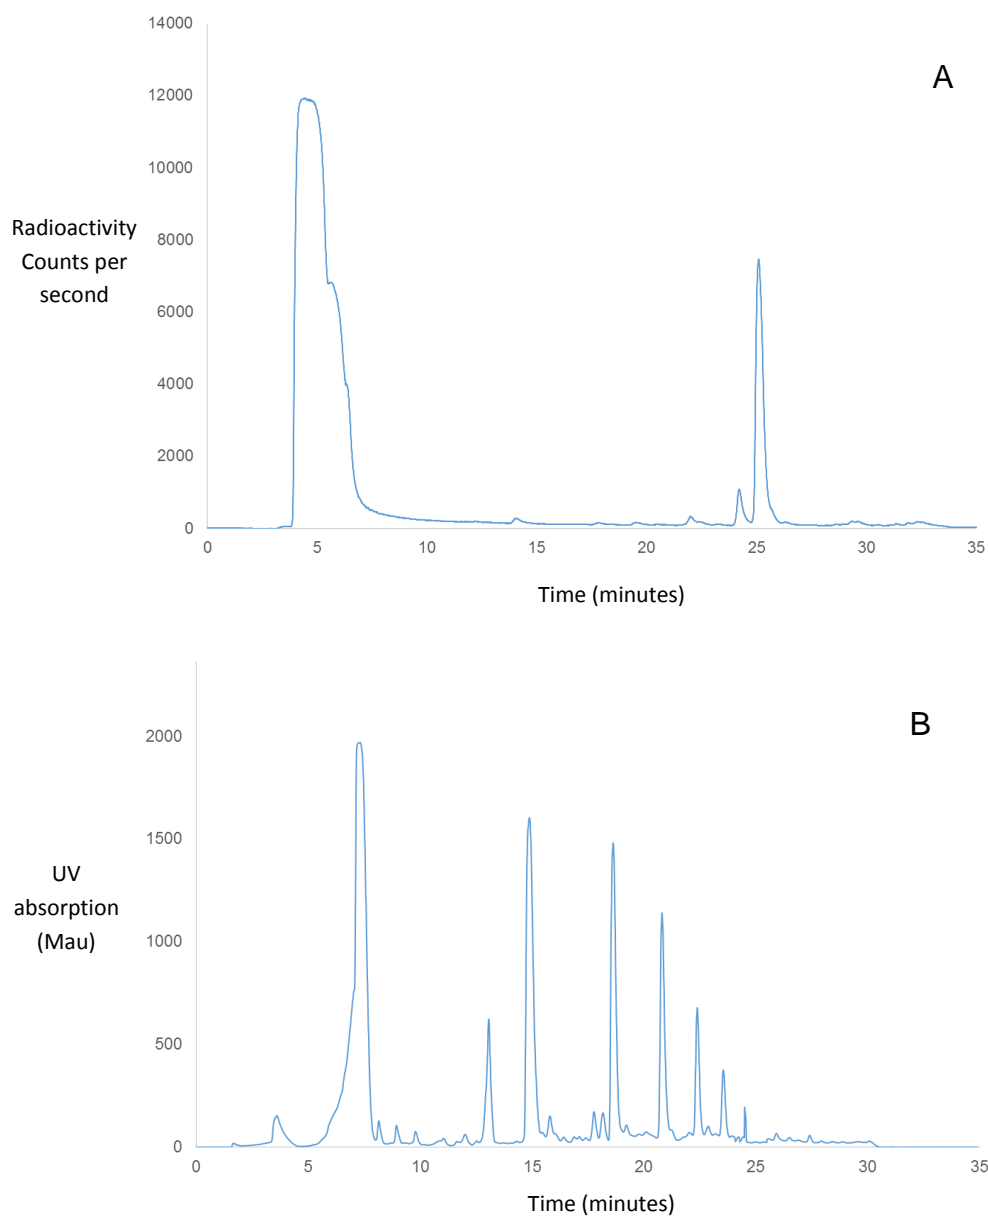 14000
12000
10000
8000
6000
4000
2000
0
Radioactivity
Counts per
second
A
0 5 10 15 20 25 30 35
Time (minutes)
B
2000
1500
1000
500
0
UV
absorption
(Mau)
0 5 10 15 20 25 30 35
Time (minutes)